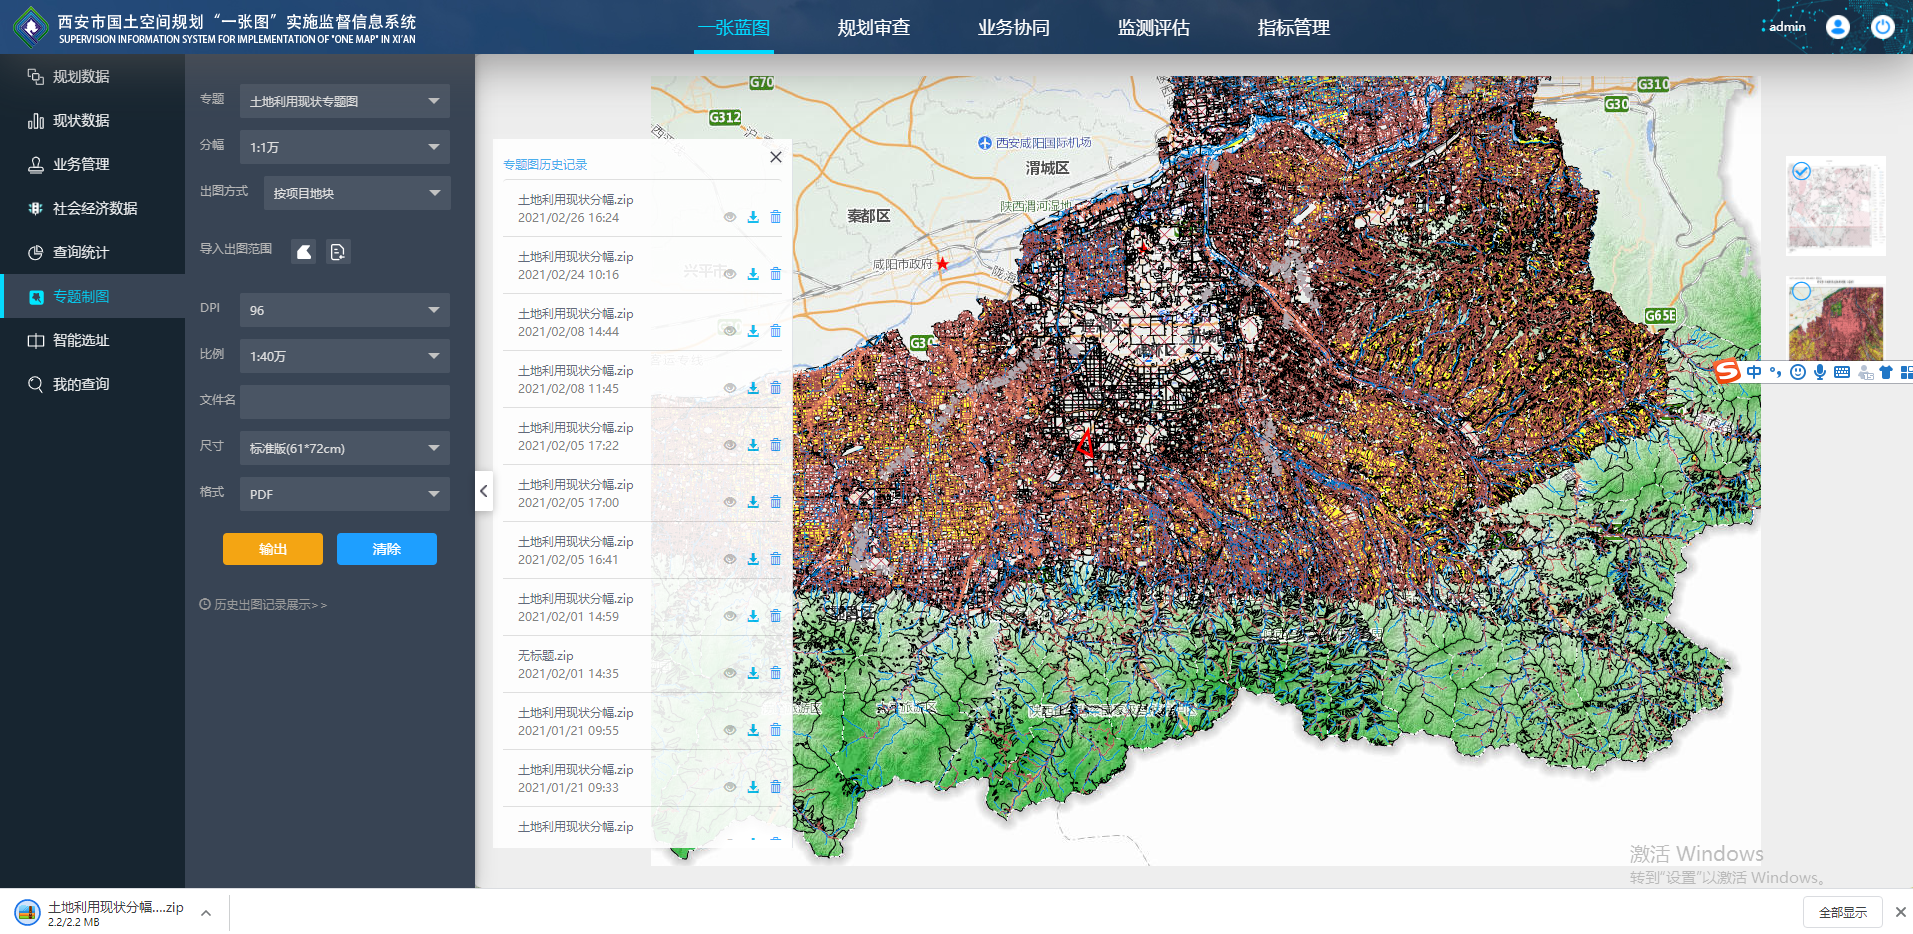 西安市国土空间规划“一张图”实施监督信息系统
SUPERVISION INFORMATION SYSTEM FOR IMPLEMENTATION OF "ONE MAP" IN XI'AN
一张蓝图
规划审查
业务协同
监测评估
指标管理
admin
规划数据
现状数据
业务管理
社会经济数据
查询统计
专题制图
智能选址
我的查询
专题
土地利用现状专题图
分幅
1:1万
出图方式
按项目地块
导入出图范围
DPI
96
比例
1:40万
文件名
尺寸
标准版(61*72cm)
格式
PDF
输出
清除
历史出图记录展示>>
专题图历史记录
土地利用现状分幅.zip
2021/02/26 16:24
土地利用现状分幅.zip
2021/02/24 10:16
土地利用现状分幅.zip
2021/02/08 14:44
土地利用现状分幅.zip
2021/02/08 11:45
土地利用现状分幅.zip
2021/02/05 17:22
土地利用现状分幅.zip
2021/02/05 17:00
土地利用现状分幅.zip
2021/02/05 16:41
土地利用现状分幅.zip
2021/02/01 14:59
无标题.zip
2021/02/01 14:35
土地利用现状分幅.zip
2021/01/21 09:55
土地利用现状分幅.zip
2021/01/21 09:33
土地利用现状分幅.zip
G70
G312
G310
G30
西安咸阳国际机场
渭城区
陕西渭河湿地
秦都区
咸阳市政府
兴平市
陇海
G30
G65E
中
激活 Windows
转到“设置”以激活 Windows。
土地利用现状分幅....zip
2.2/2.2 MB
全部显示